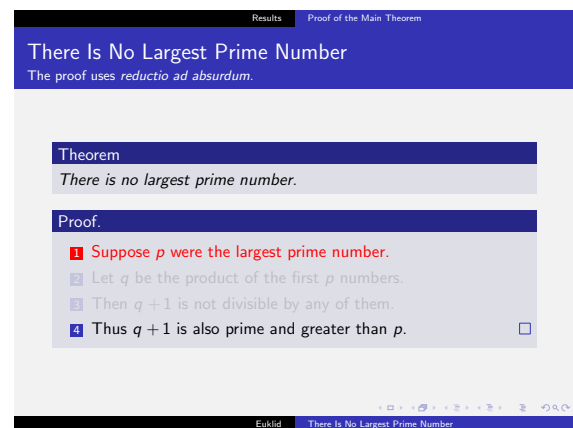 Results Proof of the Main Theorem
There Is No Largest Prime Number
The proof uses reductio ad absurdum.
Theorem
There is no largest prime number.
Proof.
1 Suppose p were the largest prime number.
2 Let q be the product of the first p numbers.
3 Then q + 1 is not divisible by any of them.
4 Thus q + 1 is also prime and greater than p.
Euklid There Is No Largest Prime Number